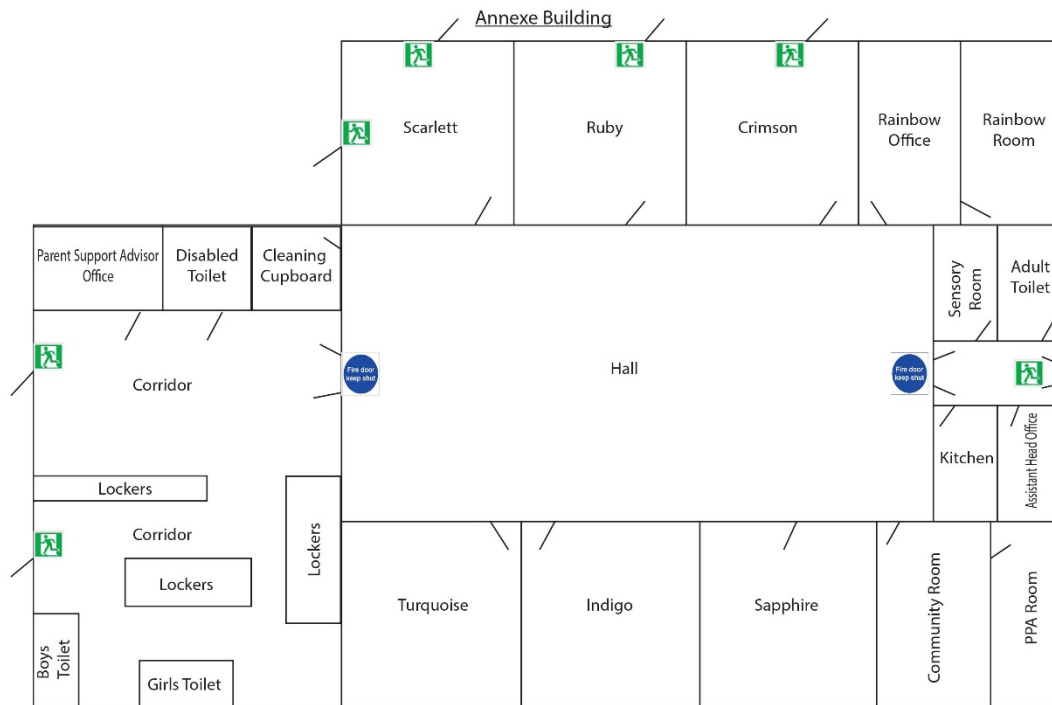 Annexe Building
Scarlett
Ruby
Crimson
Rainbow
Office
Rainbow
Room
Parent Support Advisor
Office
Disabled
Toilet
Cleaning
Cupboard
Sensory
Room
Adult
Toilet
Corridor
Fire door
keep shut
Hall
Fire door
keep shut
Kitchen
Assistant Head Office
Lockers
Corridor
Lockers
Lockers
Boys
Toilet
Girls Toilet
Turquoise
Indigo
Sapphire
Community Room
PPA Room